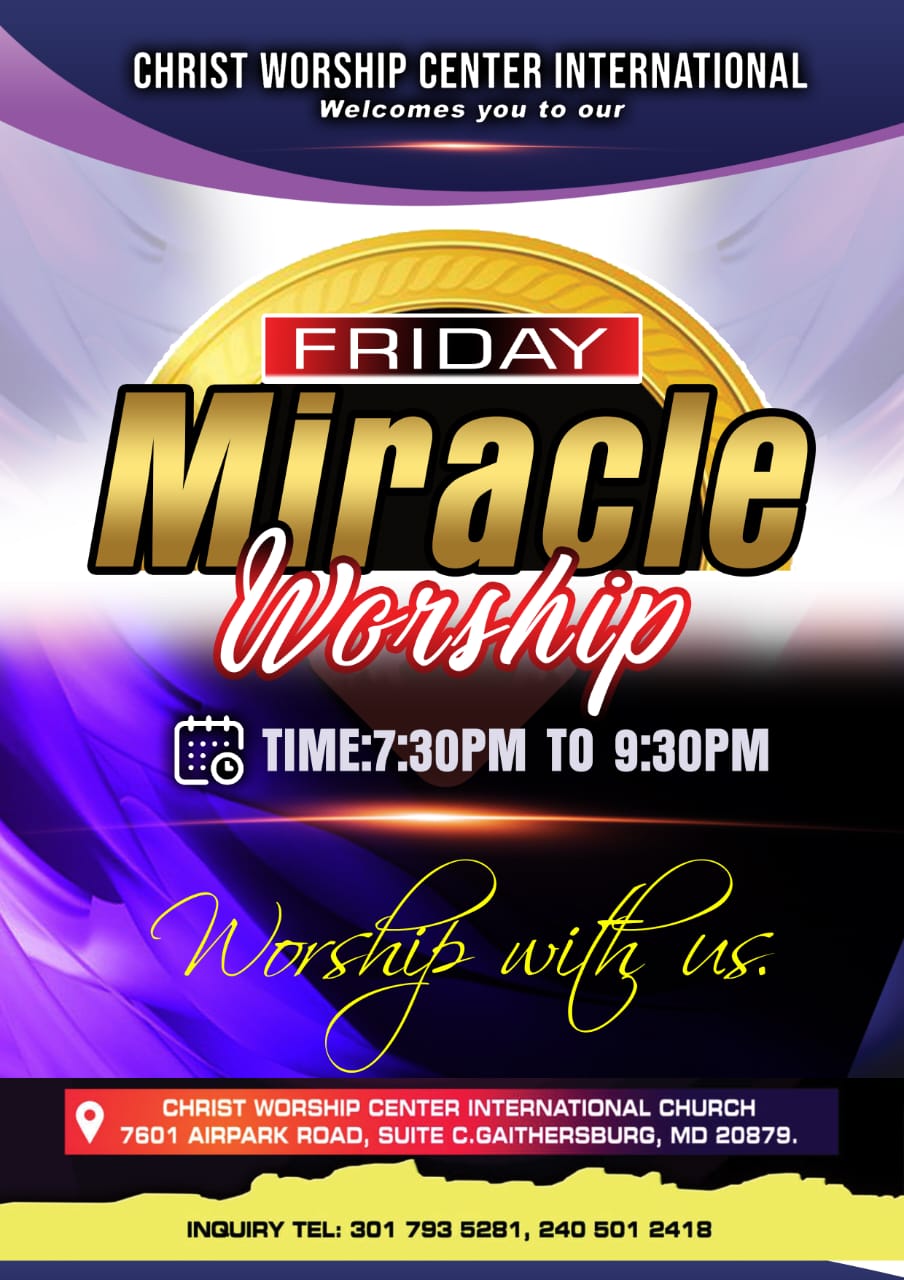 CHRIST WORSHIP CENTER INTERNATIONAL
Welcomes you to our
FRIDAY
Miracle
Worship
TIME:7:30PM TO 9:30PM
Worship with us.
CHRIST WORSHIP CENTER INTERNATIONAL CHURCH
7601 AIRPARK ROAD, SUITE C.GAITHERSBURG, MD 20879.
INQUIRY TEL: 301 793 5281, 240 501 2418